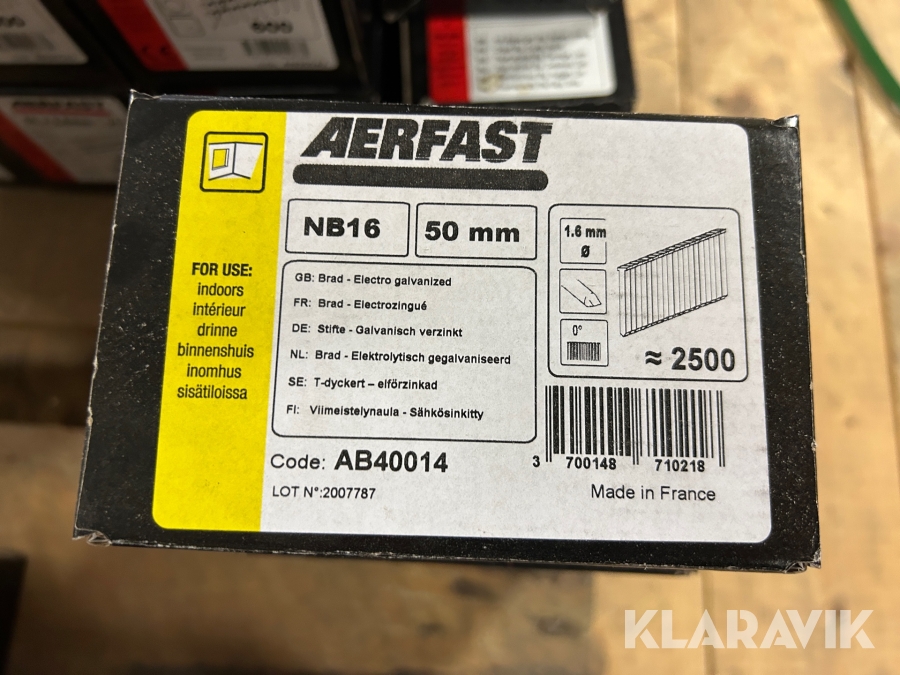 600
AERFAST
AERFAST
NB16
50 mm
1.6 mm
Ø
0°
≈ 2500
FOR USE:
indoors
intérieur
drinne
binnenshuis
inomhus
sisätiloissa
GB: Brad - Electro galvanized
FR: Brad - Electrozingué
DE: Stifte - Galvanisch verzinkt
NL: Brad - Elektrolytisch gegalvaniseerd
SE: T-dyckert – elförzinkad
FI: Viimeistelynaula - Sähkösinkitty
Code: AB40014
LOT N°:2007787
3 700148 710218
Made in France
KLARAVIK